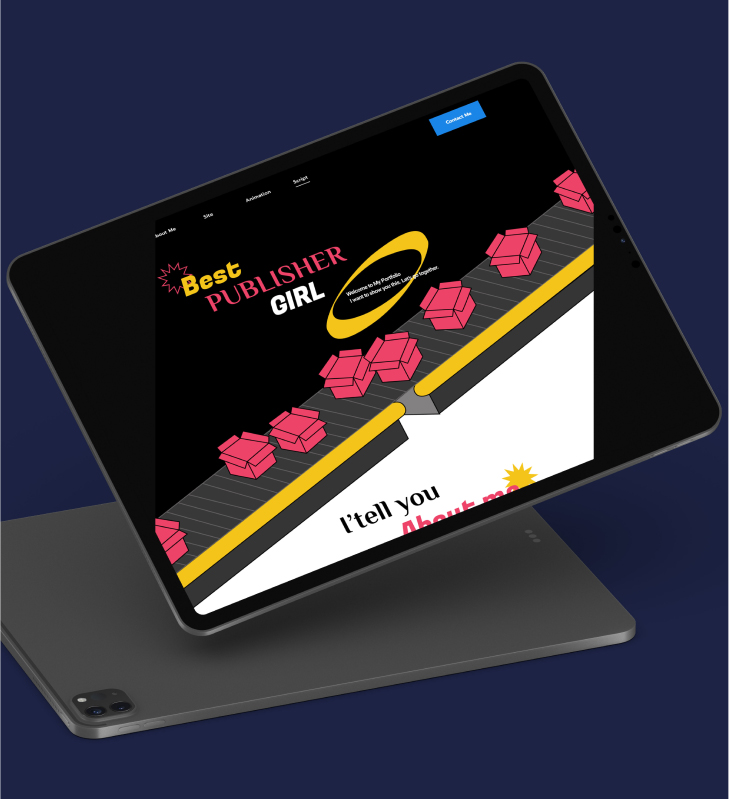 Contact Me
bout Me
Site
Animation
Script
Best
PUBLISHER
GIRL
Welcome to My Portfolio
I want to show you this. Let's go together.
I'tell you
About me